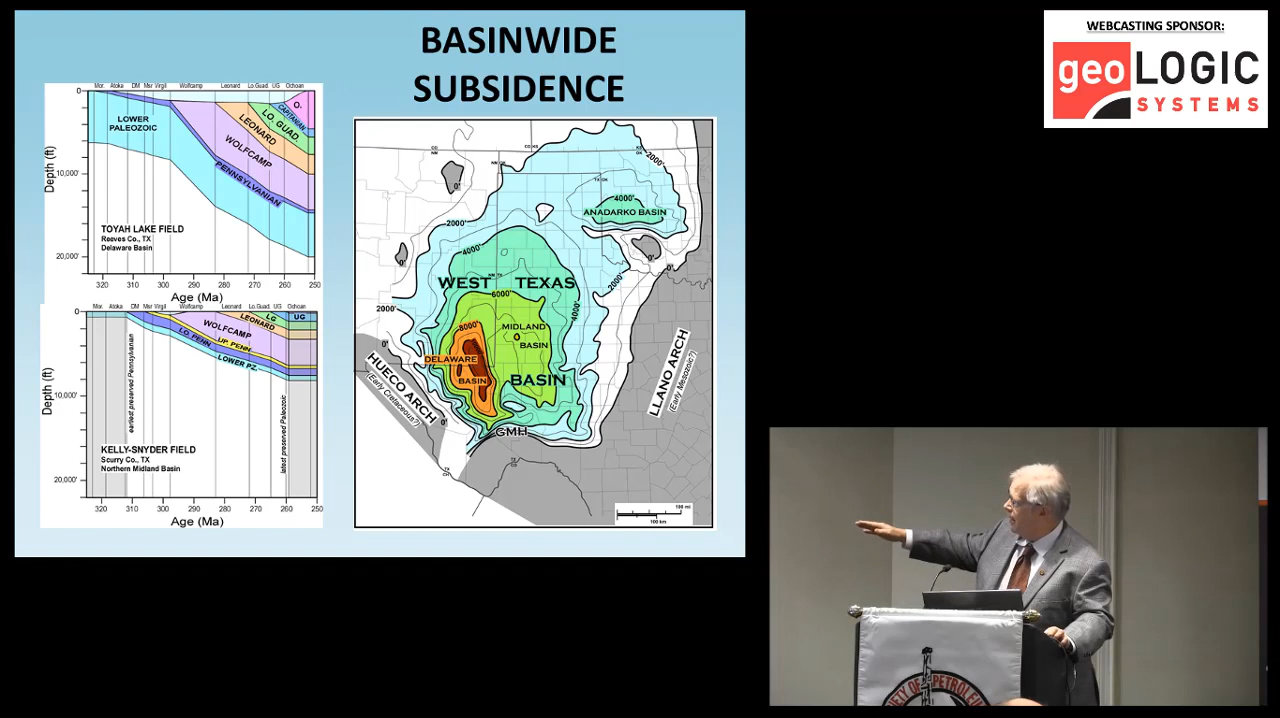 BASINWIDE
SUBSIDENCE
Mor. Atoka DM Msr Virgil Wolfcamp Leonard Lo Guad. UG Ochoan
0
10,000'
20,000'
Depth (ft)
LOWER
PALEOZOIC
O.
CAPITANIAN
LO. GUAD.
LEONARD
WOLFCAMP
PENNSYLVANIAN
TOYAH LAKE FIELD
Reeves Co., TX
Delaware Basin
320 310 300 290 280 270 260 250
Age (Ma)
Mor. Atoka DM Msr Virgil Wolfcamp Leonard Lo.Guad. UG Ochoan
0
10,000'
20,000'
Depth (ft)
LG
UG
LEONARD
WOLFCAMP
UP. PENN.
LO. PENN.
LOWER PZ.
earliest preserved Pennsylvanian
latest preserved Paleozoic
KELLY-SNYDER FIELD
Scurry Co., TX
Northern Midland Basin
320 310 300 290 280 270 260 250
Age (Ma)
2000'
0'
4000'
ANADARKO BASIN
2000'
4000'
0'
0'
2000'
WEST TEXAS
6000'
4000'
2000'
8000'
MIDLAND
BASIN
DELAWARE
BASIN
BASIN
0'
HUECO ARCH
(Early Cretaceous?)
0'
LLANO ARCH
(Early Mesozoic?)
GMH
100 mi
100 km
WEBCASTING SPONSOR:
geoLOGIC
SYSTEMS